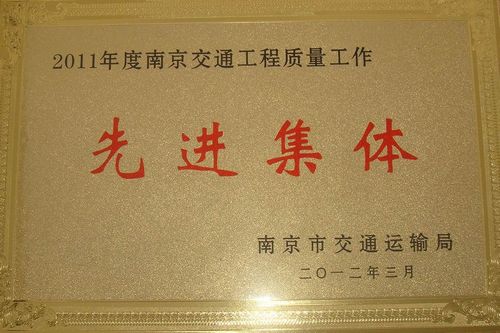 2011年度南京交通工程质量工作
先进集体
南京市交通运输局
二〇一二年三月